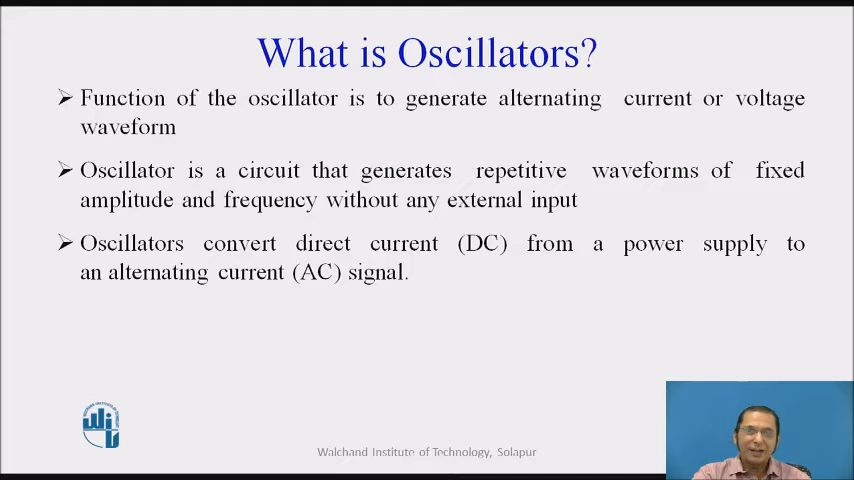 What is Oscillators?
➢ Function of the oscillator is to generate alternating current or voltage
waveform
➢ Oscillator is a circuit that generates repetitive waveforms of fixed
amplitude and frequency without any external input
➢ Oscillators convert direct current (DC) from a power supply to
an alternating current (AC) signal.
Walchand Institute of Technology, Solapur